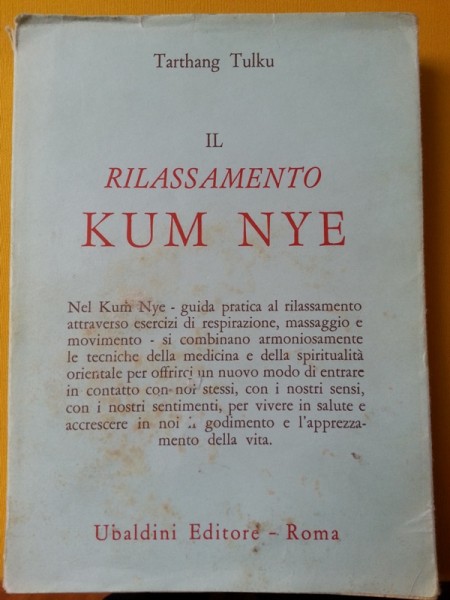 Tarthang Tulku
IL
RILASSAMENTO
KUM NYE
Nel Kum Nye - guida pratica al rilassamento
attraverso esercizi di respirazione, massaggio e
movimento - si combinano armoniosamente
le tecniche della medicina e della spiritualità
orientale per offrirci un nuovo modo di entrare
in contatto con noi stessi, con i nostri sensi,
con i nostri sentimenti, per vivere in salute e
accrescere in noi godimento e l'apprezza-
mento della vita.
Ubaldini Editore - Roma